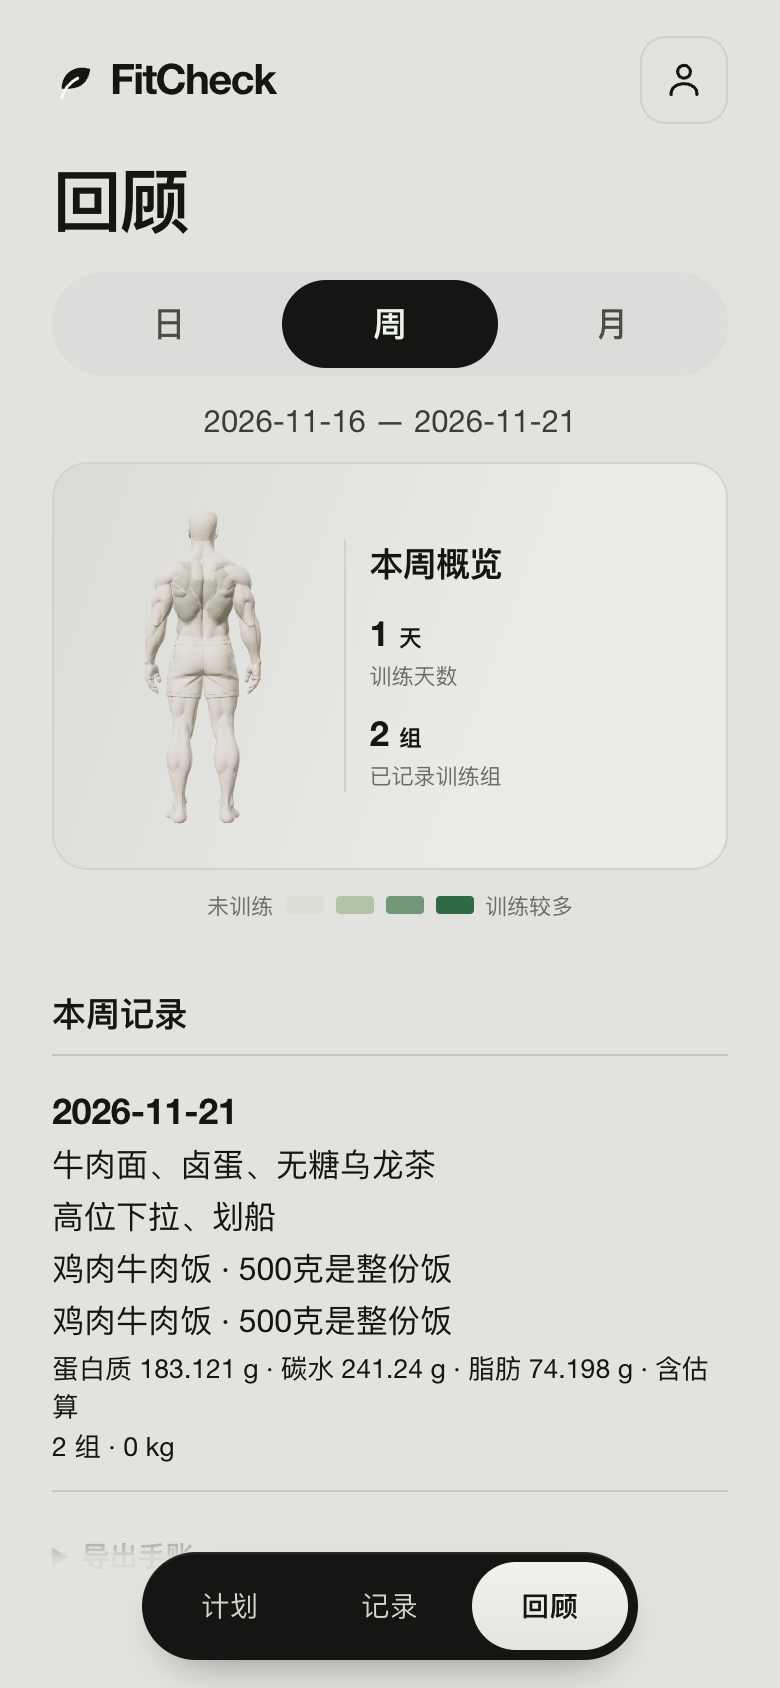 FitCheck
回顾
日 周 月
2026-11-16 — 2026-11-21
本周概览
1 天
训练天数
2 组
已记录训练组
未训练 训练较多
本周记录
2026-11-21
牛肉面、卤蛋、无糖乌龙茶
高位下拉、划船
鸡肉牛肉饭 · 500克是整份饭
鸡肉牛肉饭 · 500克是整份饭
蛋白质 183.121 g · 碳水 241.24 g · 脂肪 74.198 g · 含估
算
2 组 · 0 kg
导出手账
计划 记录 回顾